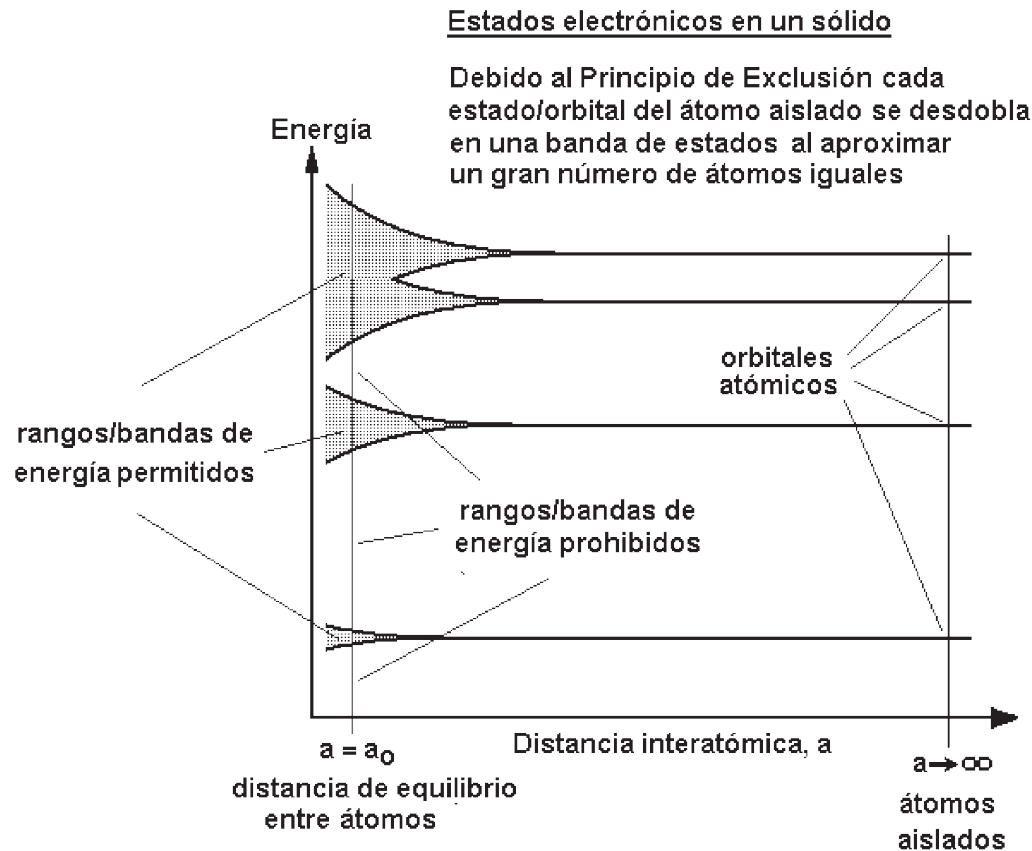 Estados electrónicos en un sólido
Debido al Principio de Exclusión cada
estado/orbital del átomo aislado se desdobla
en una banda de estados al aproximar
un gran número de átomos iguales
Energía
orbitales
atómicos
rangos/bandas de
energía permitidos
rangos/bandas de
energía prohibidos
a = a₀
Distancia interatómica, a
a→∞
distancia de equilibrio
entre átomos
átomos
aislados